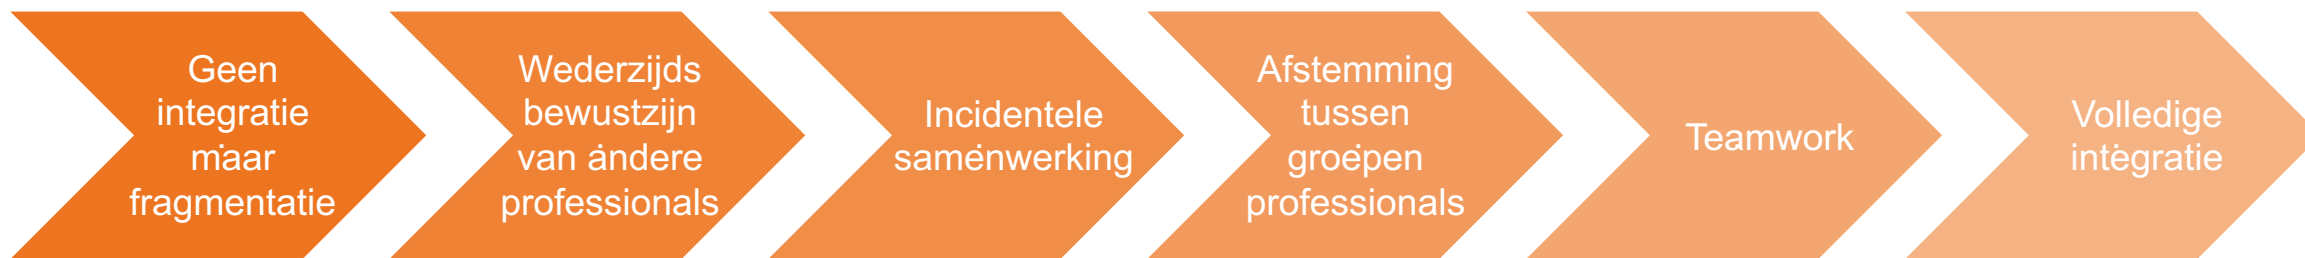 Geen
integratie
maar
fragmentatie
Wederzijds
bewustzijn
van andere
professionals
Incidentele
samenwerking
Afstemming
tussen
groepen
professionals
Teamwork
Volledige
integratie